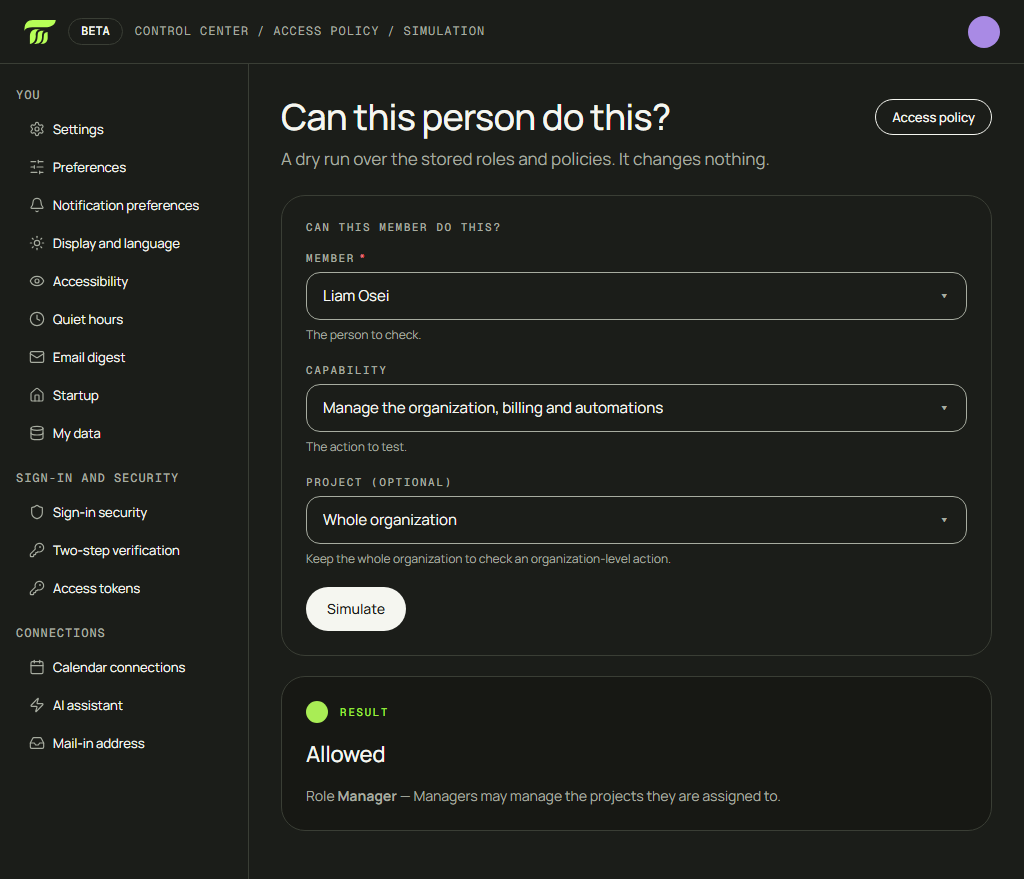 BETA
CONTROL CENTER / ACCESS POLICY / SIMULATION
YOU
Settings
Preferences
Notification preferences
Display and language
Accessibility
Quiet hours
Email digest
Startup
My data
SIGN-IN AND SECURITY
Sign-in security
Two-step verification
Access tokens
CONNECTIONS
Calendar connections
AI assistant
Mail-in address
Can this person do this?
Access policy
A dry run over the stored roles and policies. It changes nothing.
CAN THIS MEMBER DO THIS?
MEMBER *
Liam Osei
The person to check.
CAPABILITY
Manage the organization, billing and automations
The action to test.
PROJECT (OPTIONAL)
Whole organization
Keep the whole organization to check an organization-level action.
Simulate
RESULT
Allowed
Role Manager — Managers may manage the projects they are assigned to.